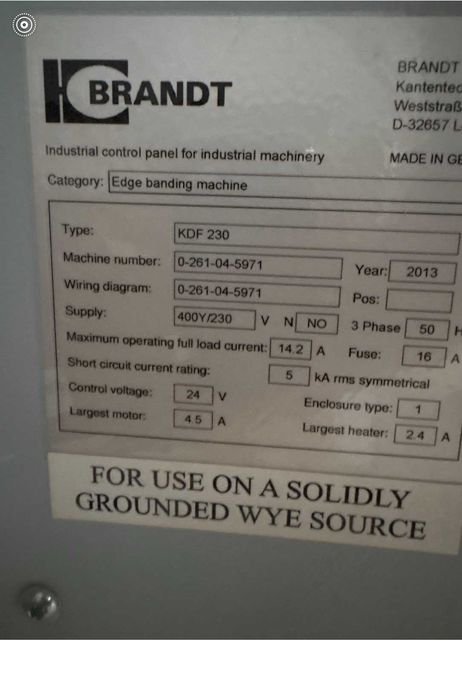 BRANDT
BRANDT
Kantentec
Weststraß
D-32657 L
Industrial control panel for industrial machinery MADE IN GE
Category: Edge banding machine
Type: KDF 230
Machine number: 0-261-04-5971 Year: 2013
Wiring diagram: 0-261-04-5971 Pos:
Supply: 400Y/230 V N NO 3 Phase 50 H
Maximum operating full load current: 14.2 A Fuse: 16 A
Short circuit current rating: 5 kA rms symmetrical
Control voltage: 24 V Enclosure type: 1
Largest motor: 4.5 A Largest heater: 2.4 A
FOR USE ON A SOLIDLY
GROUNDED WYE SOURCE